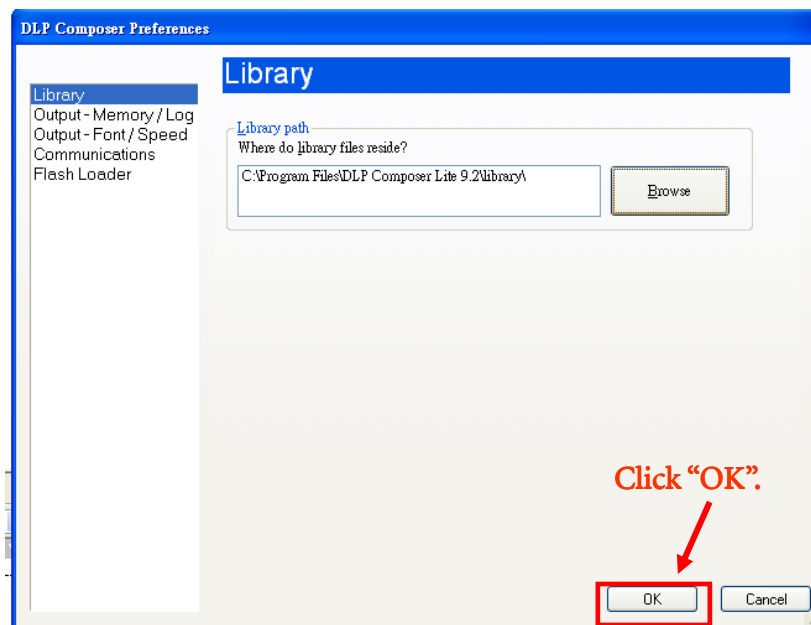 DLP Composer Preferences
Library
Output - Memory / Log
Output - Font / Speed
Communications
Flash Loader
Library
Library path
Where do library files reside?
C:\Program Files\DLP Composer Lite 9.2\library\
Browse
Click “OK”.
OK
Cancel